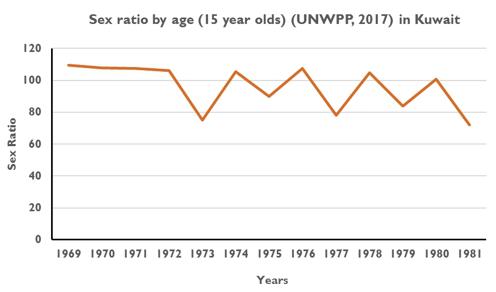 Sex ratio by age (15 year olds) (UNWPP, 2017) in Kuwait
120
100
80
60
40
20
0
Sex Ratio
1969 1970 1971 1972 1973 1974 1975 1976 1977 1978 1979 1980 1981
Years